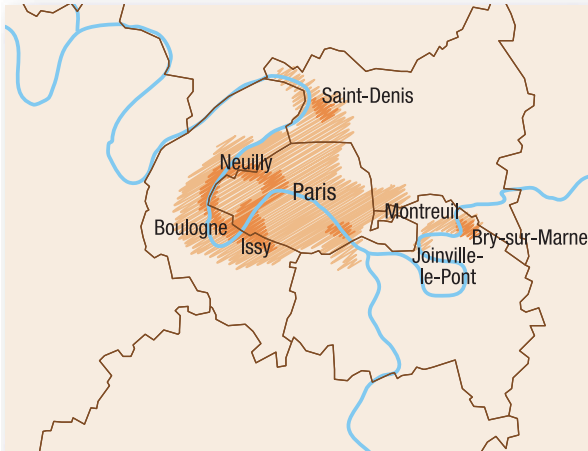 Saint-Denis
Neuilly
Paris
Montreuil
Boulogne
Issy
Bry-sur-Marne
Joinville-
le-Pont